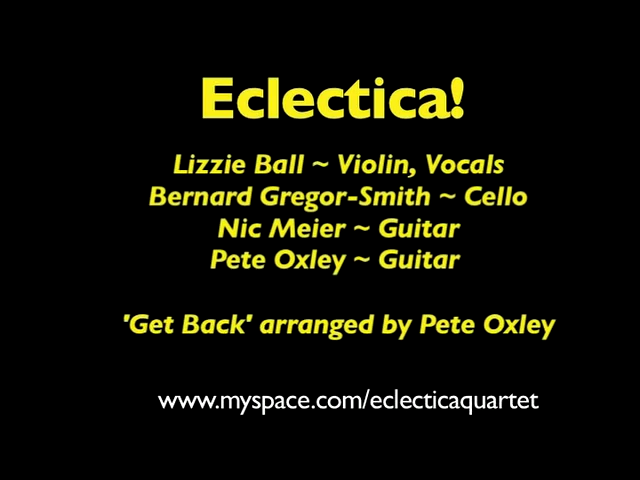 Eclectica!
Lizzie Ball ~ Violin, Vocals
Bernard Gregor-Smith ~ Cello
Nic Meier ~ Guitar
Pete Oxley ~ Guitar
'Get Back' arranged by Pete Oxley
www.myspace.com/eclecticaquartet